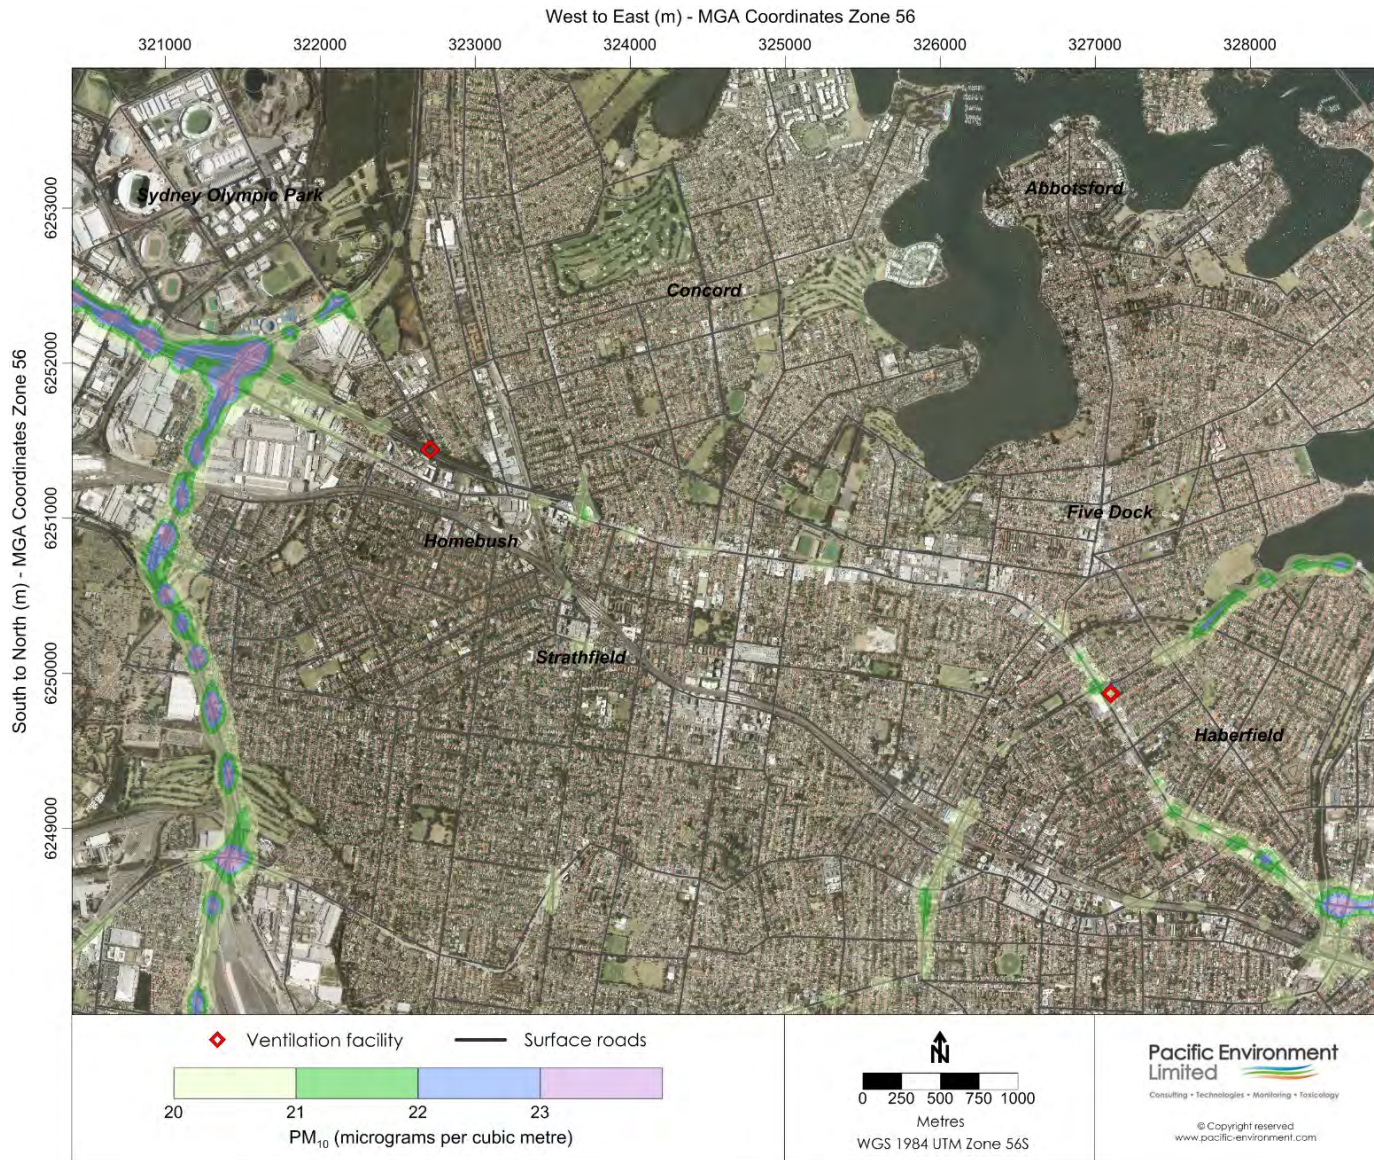 West to East (m) - MGA Coordinates Zone 56
321000 322000 323000 324000 325000 326000 327000 328000
South to North (m) - MGA Coordinates Zone 56
6253000
6252000
6251000
6250000
6249000
Sydney Olympic Park
Abbotsford
Concord
Five Dock
Homebush
Strathfield
Haberfield
Ventilation facility
Surface roads
20 21 22 23
PM10 (micrograms per cubic metre)
N
0 250 500 750 1000
Metres
WGS 1984 UTM Zone 56S
Pacific Environment
Limited
Consulting • Technologies • Monitoring • Toxicology
© Copyright reserved
www.pacific-environment.com